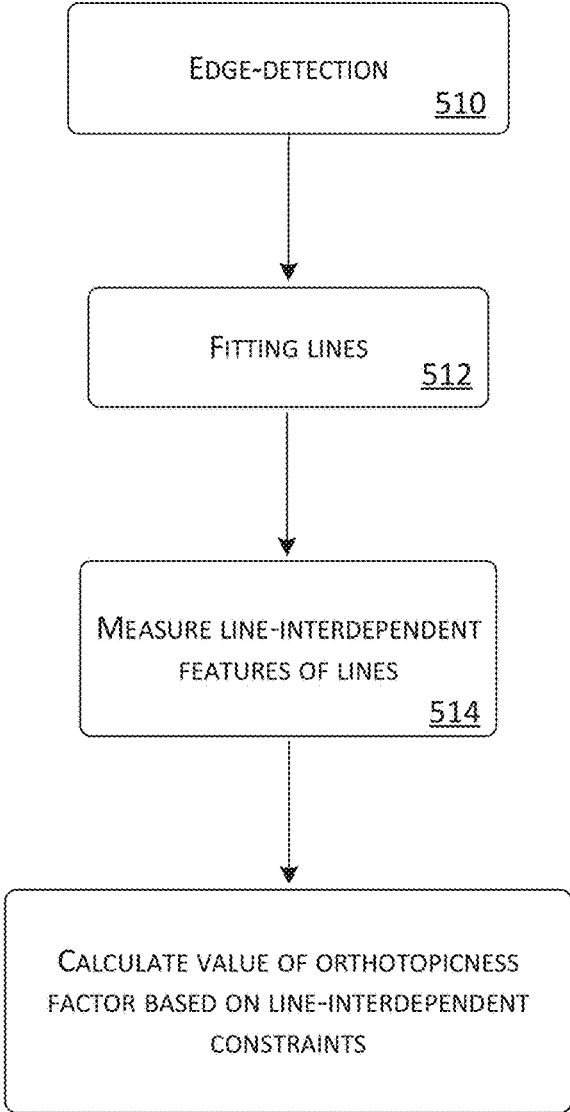 EDGE-DETECTION
510
FITTING LINES
512
MEASURE LINE-INTERDEPENDENT
FEATURES OF LINES
514
CALCULATE VALUE OF ORTHOTOPICNESS
FACTOR BASED ON LINE-INTERDEPENDENT
CONSTRAINTS